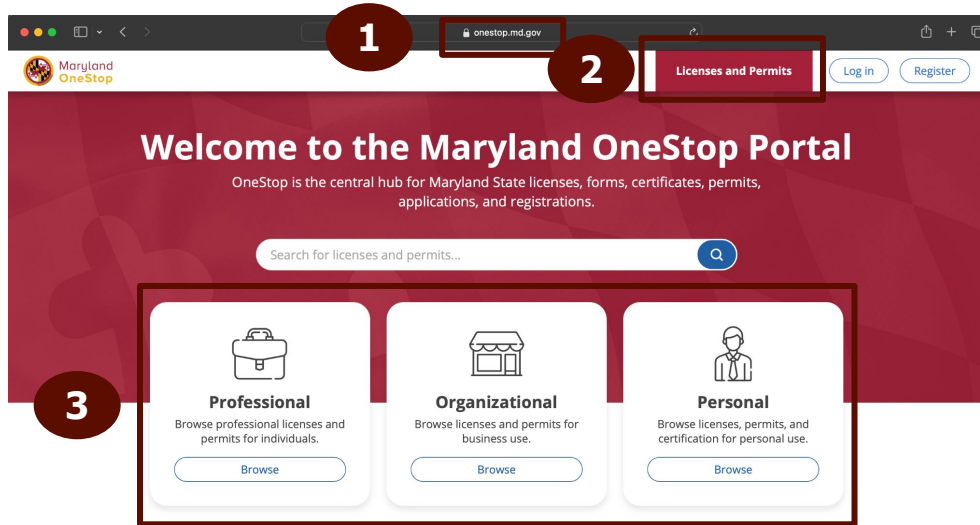 1
onestop.md.gov
2
Maryland
OneStop
Licenses and Permits
Log in
Register
Welcome to the Maryland OneStop Portal
OneStop is the central hub for Maryland State licenses, forms, certificates, permits,
applications, and registrations.
Search for licenses and permits...
3
Professional
Browse professional licenses and
permits for individuals.
Browse
Organizational
Browse licenses and permits for
business use.
Browse
Personal
Browse licenses, permits, and
certification for personal use.
Browse